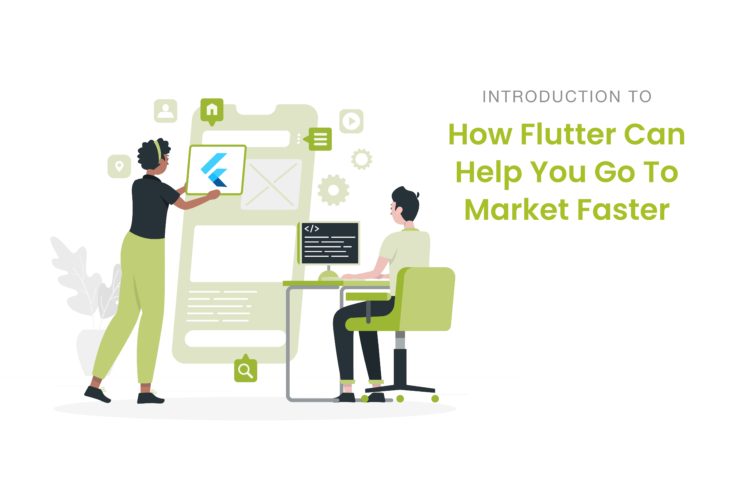 INTRODUCTION TO
How Flutter Can
Help You Go To
Market Faster
</>